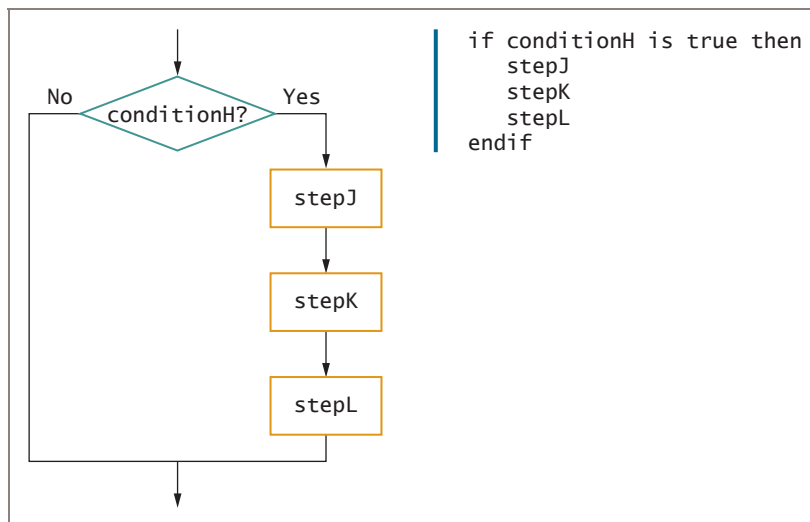 No
Yes
conditionH?
stepJ
stepK
stepL
if conditionH is true then
   stepJ
   stepK
   stepL
endif